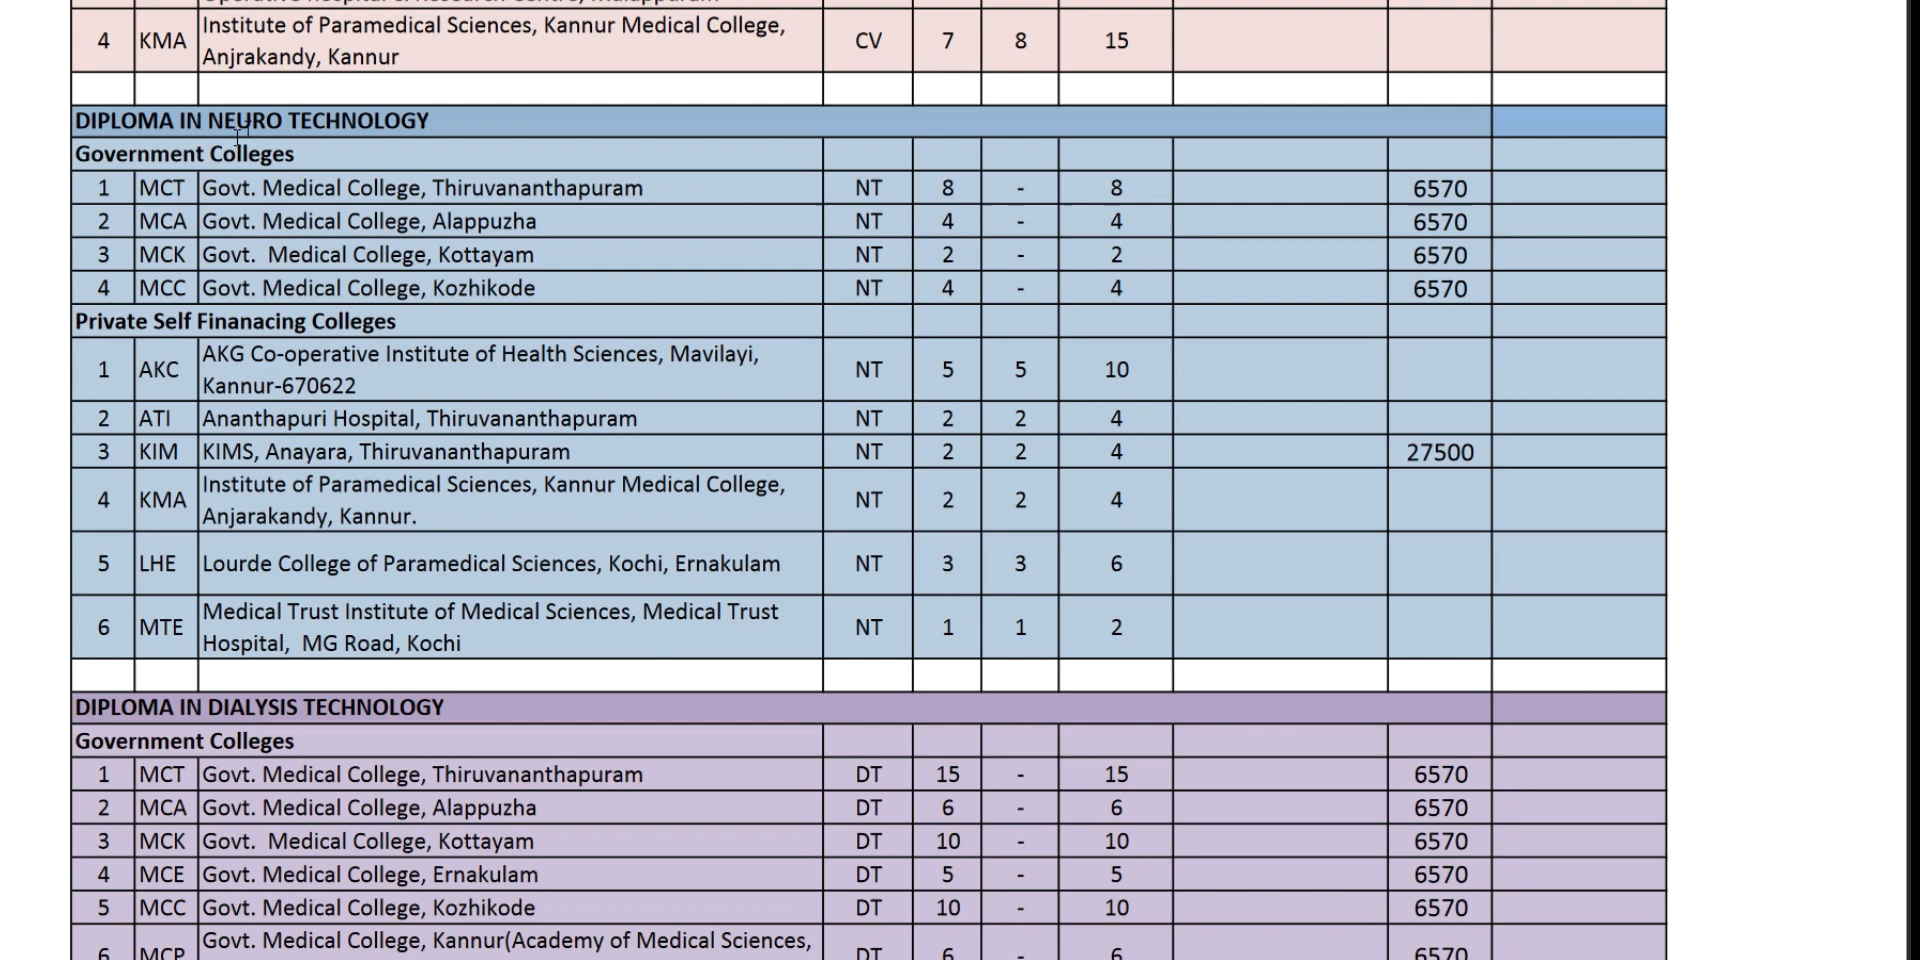 4 KMA Institute of Paramedical Sciences, Kannur Medical College, Anjrakandy, Kannur CV 7 8 15
DIPLOMA IN NEURO TECHNOLOGY
Government Colleges
1 MCT Govt. Medical College, Thiruvananthapuram NT 8 - 8 6570
2 MCA Govt. Medical College, Alappuzha NT 4 - 4 6570
3 MCK Govt.  Medical College, Kottayam NT 2 - 2 6570
4 MCC Govt. Medical College, Kozhikode NT 4 - 4 6570
Private Self Finanacing Colleges
1 AKC AKG Co-operative Institute of Health Sciences, Mavilayi, Kannur-670622 NT 5 5 10
2 ATI Ananthapuri Hospital, Thiruvananthapuram NT 2 2 4
3 KIM KIMS, Anayara, Thiruvananthapuram NT 2 2 4 27500
4 KMA Institute of Paramedical Sciences, Kannur Medical College, Anjarakandy, Kannur. NT 2 2 4
5 LHE Lourde College of Paramedical Sciences, Kochi, Ernakulam NT 3 3 6
6 MTE Medical Trust Institute of Medical Sciences, Medical Trust Hospital,  MG Road, Kochi NT 1 1 2
DIPLOMA IN DIALYSIS TECHNOLOGY
Government Colleges
1 MCT Govt. Medical College, Thiruvananthapuram DT 15 - 15 6570
2 MCA Govt. Medical College, Alappuzha DT 6 - 6 6570
3 MCK Govt.  Medical College, Kottayam DT 10 - 10 6570
4 MCE Govt. Medical College, Ernakulam DT 5 - 5 6570
5 MCC Govt. Medical College, Kozhikode DT 10 - 10 6570
6 MCP Govt. Medical College, Kannur(Academy of Medical Sciences, DT 6 - 6 6570